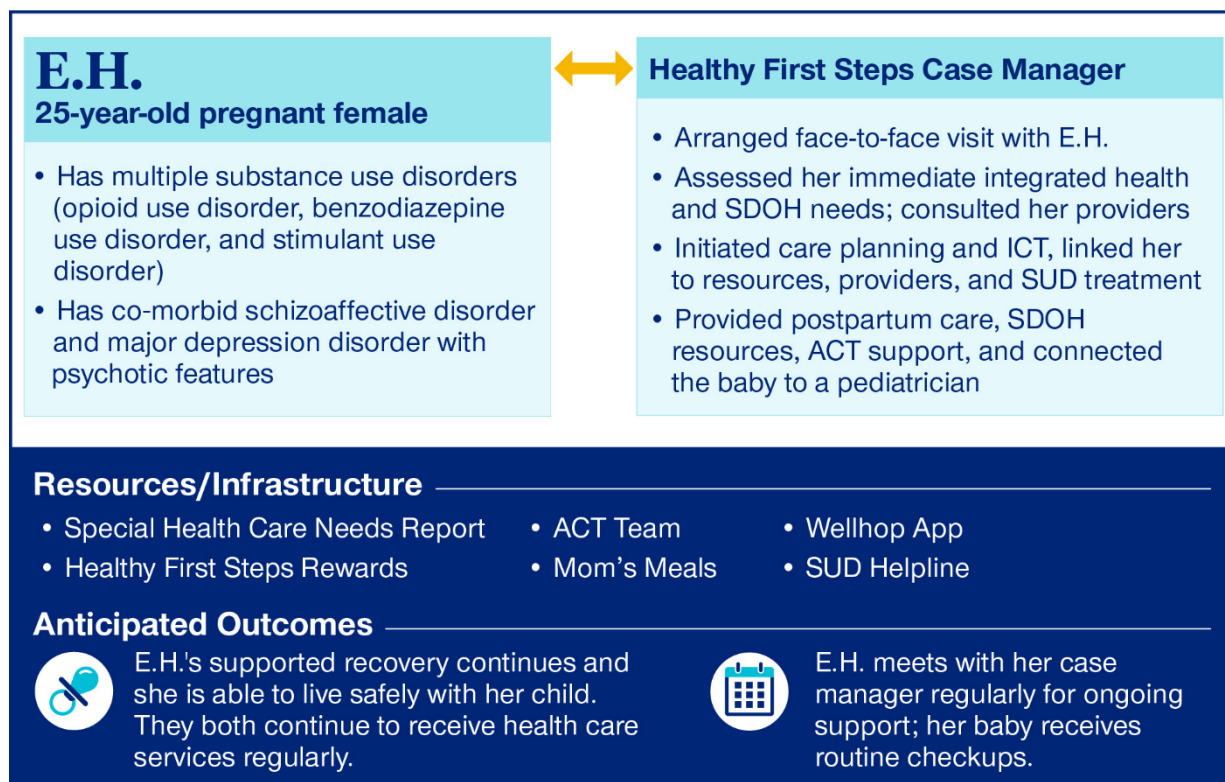 E.H.
25-year-old pregnant female
• Has multiple substance use disorders
(opioid use disorder, benzodiazepine
use disorder, and stimulant use
disorder)
• Has co-morbid schizoaffective disorder
and major depression disorder with
psychotic features
Healthy First Steps Case Manager
• Arranged face-to-face visit with E.H.
• Assessed her immediate integrated health
and SDOH needs; consulted her providers
• Initiated care planning and ICT, linked her
to resources, providers, and SUD treatment
• Provided postpartum care, SDOH
resources, ACT support, and connected
the baby to a pediatrician
Resources/Infrastructure
• Special Health Care Needs Report
• Healthy First Steps Rewards
• ACT Team
• Mom's Meals
• Wellhop App
• SUD Helpline
Anticipated Outcomes
E.H.'s supported recovery continues and
she is able to live safely with her child.
They both continue to receive health care
services regularly.
E.H. meets with her case
manager regularly for ongoing
support; her baby receives
routine checkups.